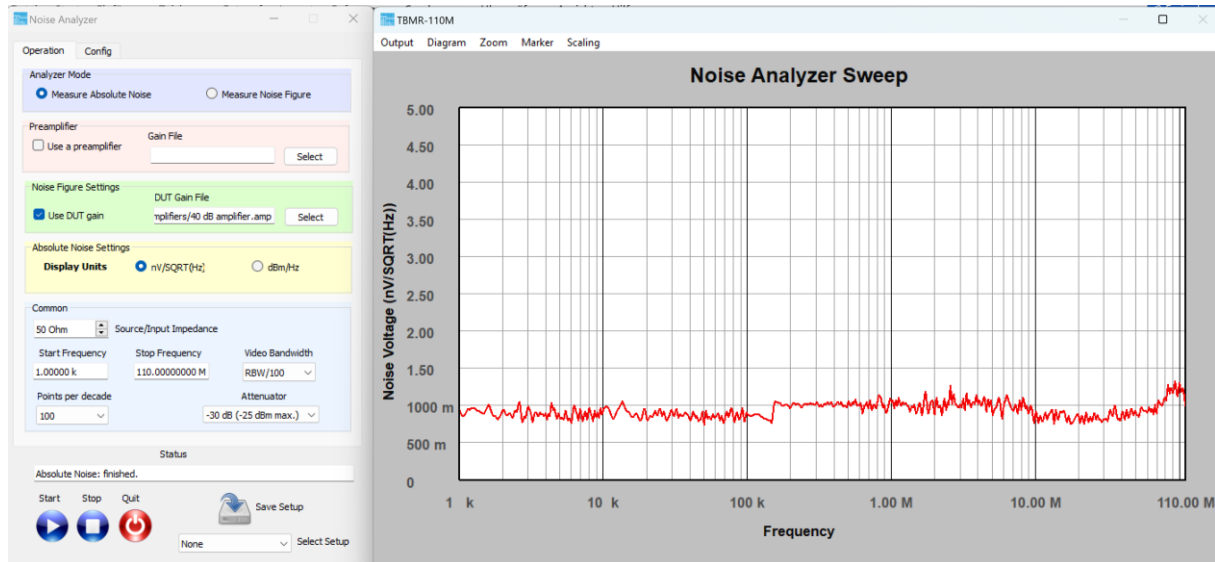 Noise Analyzer
Operation Config
Analyzer Mode
Measure Absolute Noise Measure Noise Figure
Preamplifier
Use a preamplifier Gain File
Select
Noise Figure Settings
DUT Gain File
Use DUT gain mplifiers/40 dB amplifier.amp Select
Absolute Noise Settings
Display Units nV/SQRT(Hz) dBm/Hz
Common
50 Ohm Source/Input Impedance
Start Frequency Stop Frequency Video Bandwidth
1.00000 k 110.00000000 M RBW/100
Points per decade Attenuator
100 -30 dB (-25 dBm max.)
Status
Absolute Noise: finished.
Start Stop Quit
Save Setup
None Select Setup
TBMR-110M
Output Diagram Zoom Marker Scaling
Noise Analyzer Sweep
Noise Voltage (nV/SQRT(Hz))
5.00
4.50
4.00
3.50
3.00
2.50
2.00
1.50
1000 m
500 m
0
1 k 10 k 100 k 1.00 M 10.00 M 110.00 M
Frequency